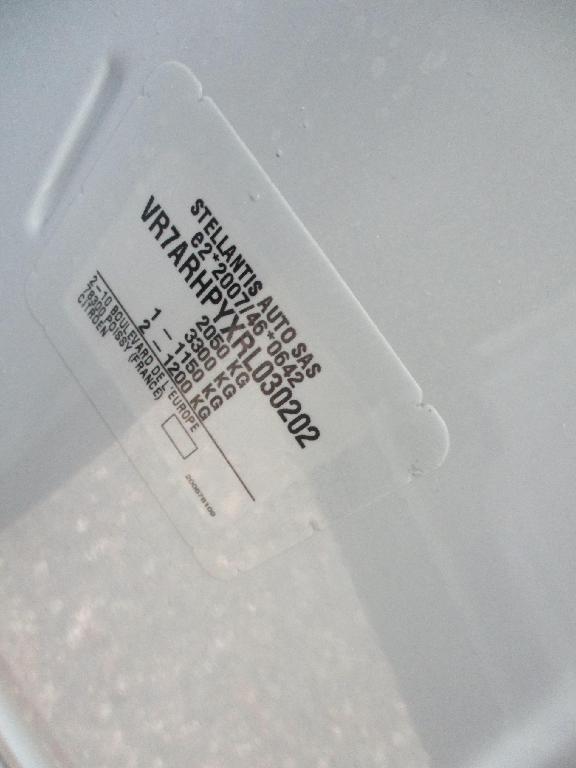 STELLANTIS AUTO SAS
e2*2007/46*0642
VR7ARHPYXRL030202
2050 KG
3300 KG
1 - 1150 KG
2 - 1200 KG
2-10 BOULEVARD DE L'EUROPE
78300 POISSY (FRANCE)
CITROEN